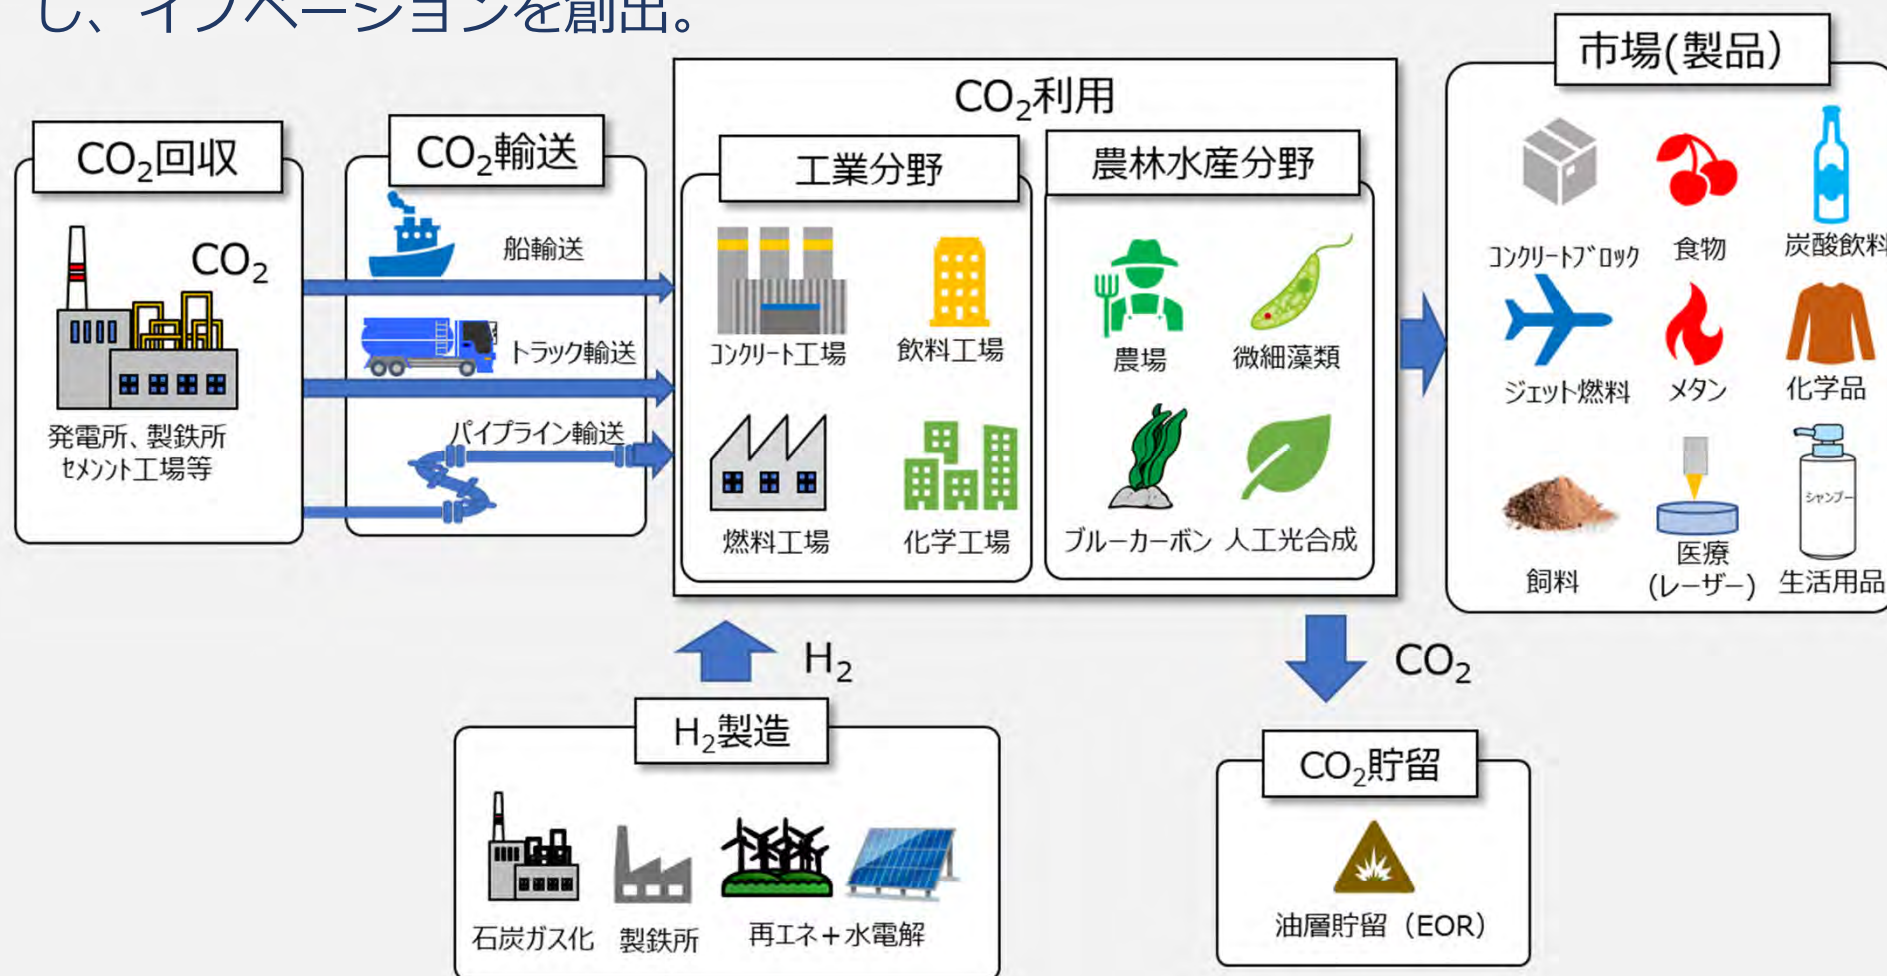 し、イノベーションを創出。
CO₂回収
CO₂
発電所、製鉄所
ｾﾒﾝﾄ工場等
CO₂輸送
船輸送
トラック輸送
パイプライン輸送
CO₂利用
工業分野
ｺﾝｸﾘｰﾄ工場
飲料工場
燃料工場
化学工場
農林水産分野
農場
微細藻類
ブルーカーボン
人工光合成
市場(製品）
ｺﾝｸﾘｰﾄﾌﾞﾛｯｸ
食物
炭酸飲料
ジェット燃料
メタン
化学品
飼料
医療
(レーザー)
シャンプー
生活用品
H₂
H₂製造
石炭ガス化
製鉄所
再エネ＋水電解
CO₂
CO₂貯留
油層貯留（EOR）